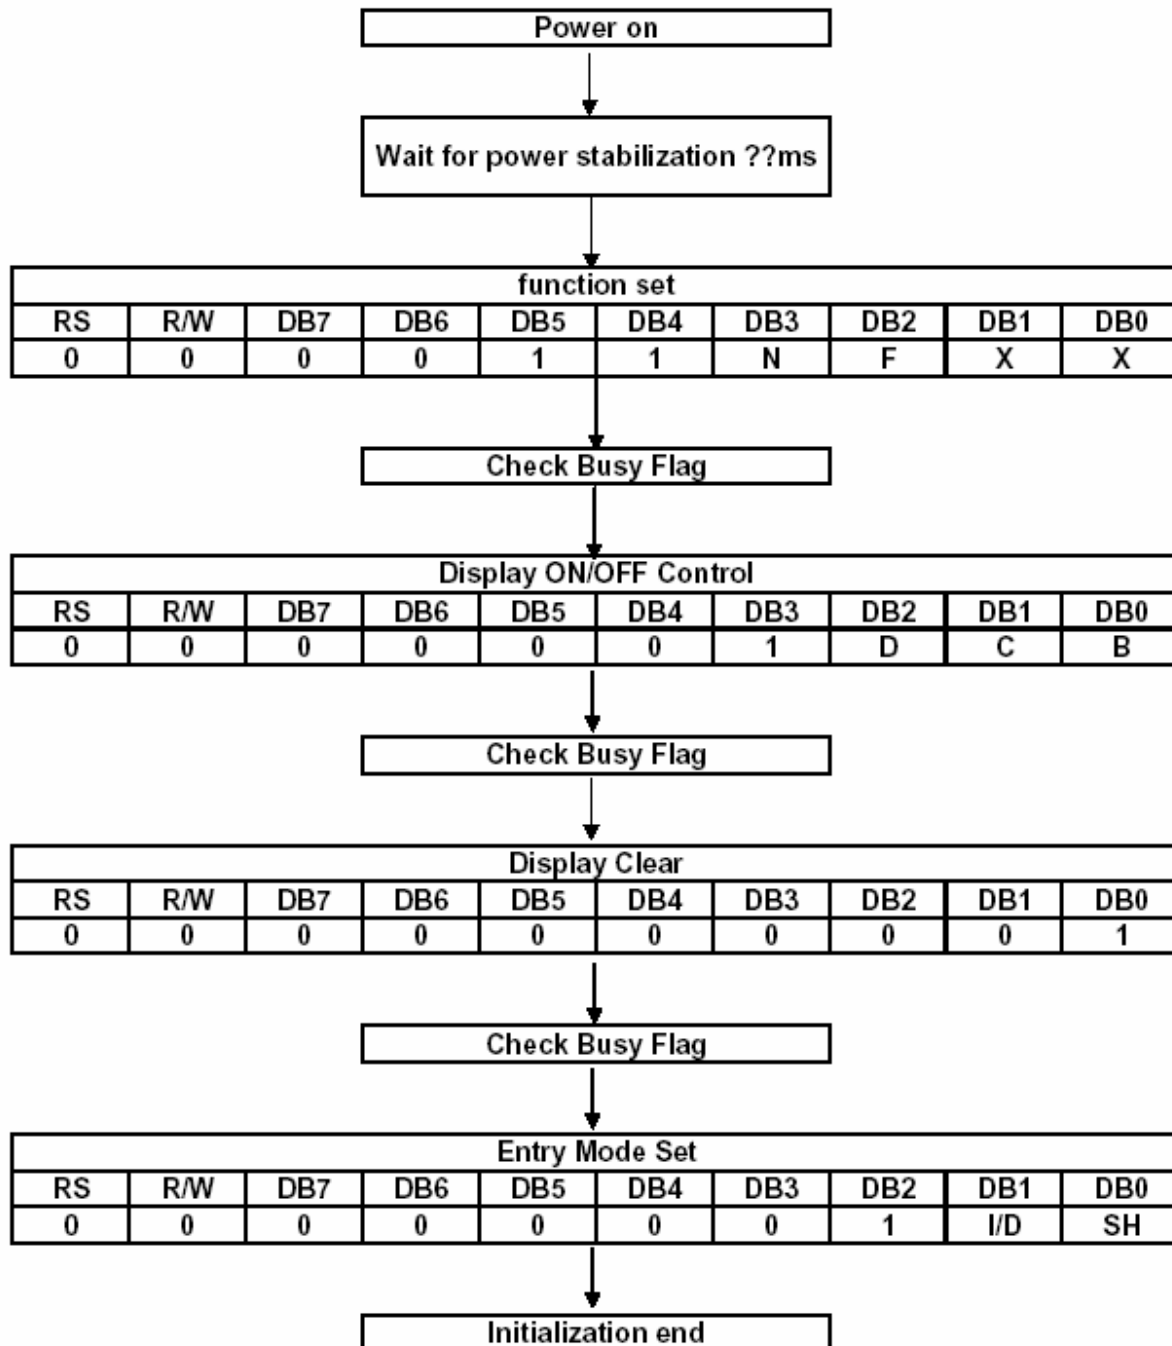 Power on
Wait for power stabilization ??ms
function set
RS R/W DB7 DB6 DB5 DB4 DB3 DB2 DB1 DB0
0 0 0 0 1 1 N F X X
Check Busy Flag
Display ON/OFF Control
RS R/W DB7 DB6 DB5 DB4 DB3 DB2 DB1 DB0
0 0 0 0 0 0 1 D C B
Check Busy Flag
Display Clear
RS R/W DB7 DB6 DB5 DB4 DB3 DB2 DB1 DB0
0 0 0 0 0 0 0 0 0 1
Check Busy Flag
Entry Mode Set
RS R/W DB7 DB6 DB5 DB4 DB3 DB2 DB1 DB0
0 0 0 0 0 0 0 1 I/D SH
Initialization end